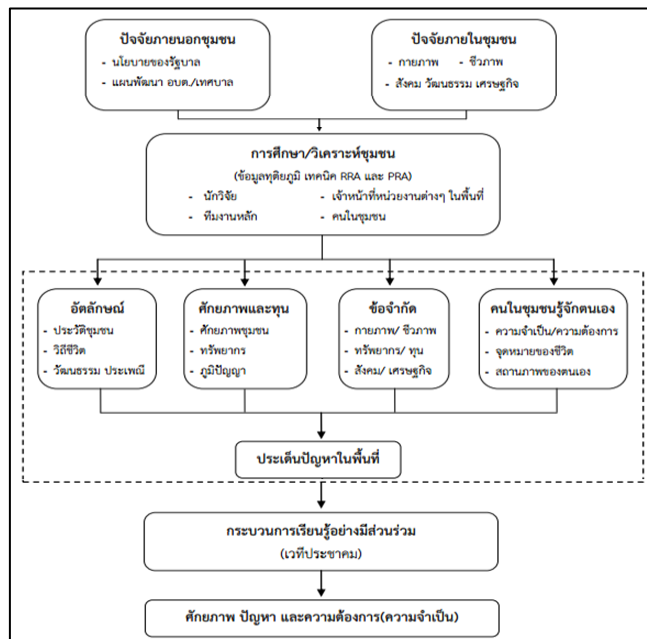 ปัจจัยภายนอกชุมชน
- นโยบายของรัฐบาล
- แผนพัฒนา อบต./เทศบาล
ปัจจัยภายในชุมชน
- กายภาพ - ชีวภาพ
- สังคม วัฒนธรรม เศรษฐกิจ
การศึกษา/วิเคราะห์ชุมชน
(ข้อมูลทุติยภูมิ เทคนิค RRA และ PRA)
- นักวิจัย - เจ้าหน้าที่หน่วยงานต่างๆ ในพื้นที่
- ทีมงานหลัก - คนในชุมชน
อัตลักษณ์
- ประวัติชุมชน
- วิถีชีวิต
- วัฒนธรรม ประเพณี
ศักยภาพและทุน
- ศักยภาพชุมชน
- ทรัพยากร
- ภูมิปัญญา
ข้อจำกัด
- กายภาพ/ ชีวภาพ
- ทรัพยากร/ ทุน
- สังคม/ เศรษฐกิจ
คนในชุมชนรู้จักตนเอง
- ความจำเป็น/ความต้องการ
- จุดหมายของชีวิต
- สถานภาพของตนเอง
ประเด็นปัญหาในพื้นที่
กระบวนการเรียนรู้อย่างมีส่วนร่วม
(เวทีประชาคม)
ศักยภาพ ปัญหา และความต้องการ(ความจำเป็น)